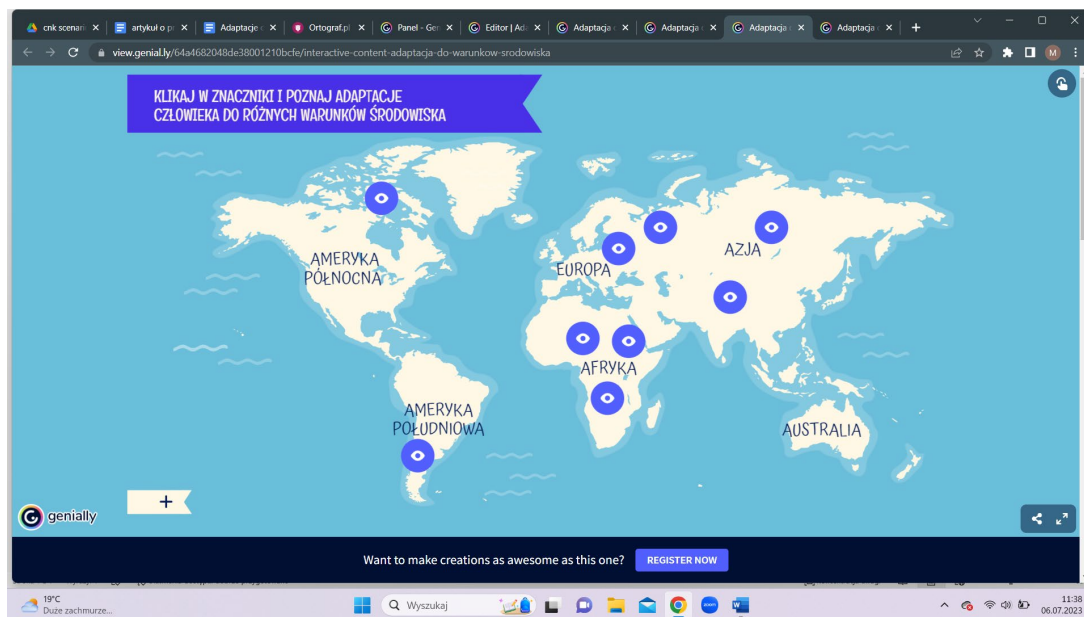 cnk scenari
artykuł o pr
Adaptacje c
Ortograf.pl
Panel - Gen
Editor | Ada
Adaptacja
Adaptacja
Adaptacja
Adaptacja
view.genial.ly/64a4682048de38001210bcfe/interactive-content-adaptacja-do-warunkow-srodowiska
M
KLIKAJ W ZNACZNIKI I POZNAJ ADAPTACJE
CZŁOWIEKA DO RÓŻNYCH WARUNKÓW ŚRODOWISKA
AMERYKA
PÓŁNOCNA
EUROPA
AZJA
AFRYKA
AMERYKA
POŁUDNIOWA
AUSTRALIA
+
genially
Want to make creations as awesome as this one?
REGISTER NOW
19°C
Duże zachmurze...
Wyszukaj
zoom
11:38
06.07.2023